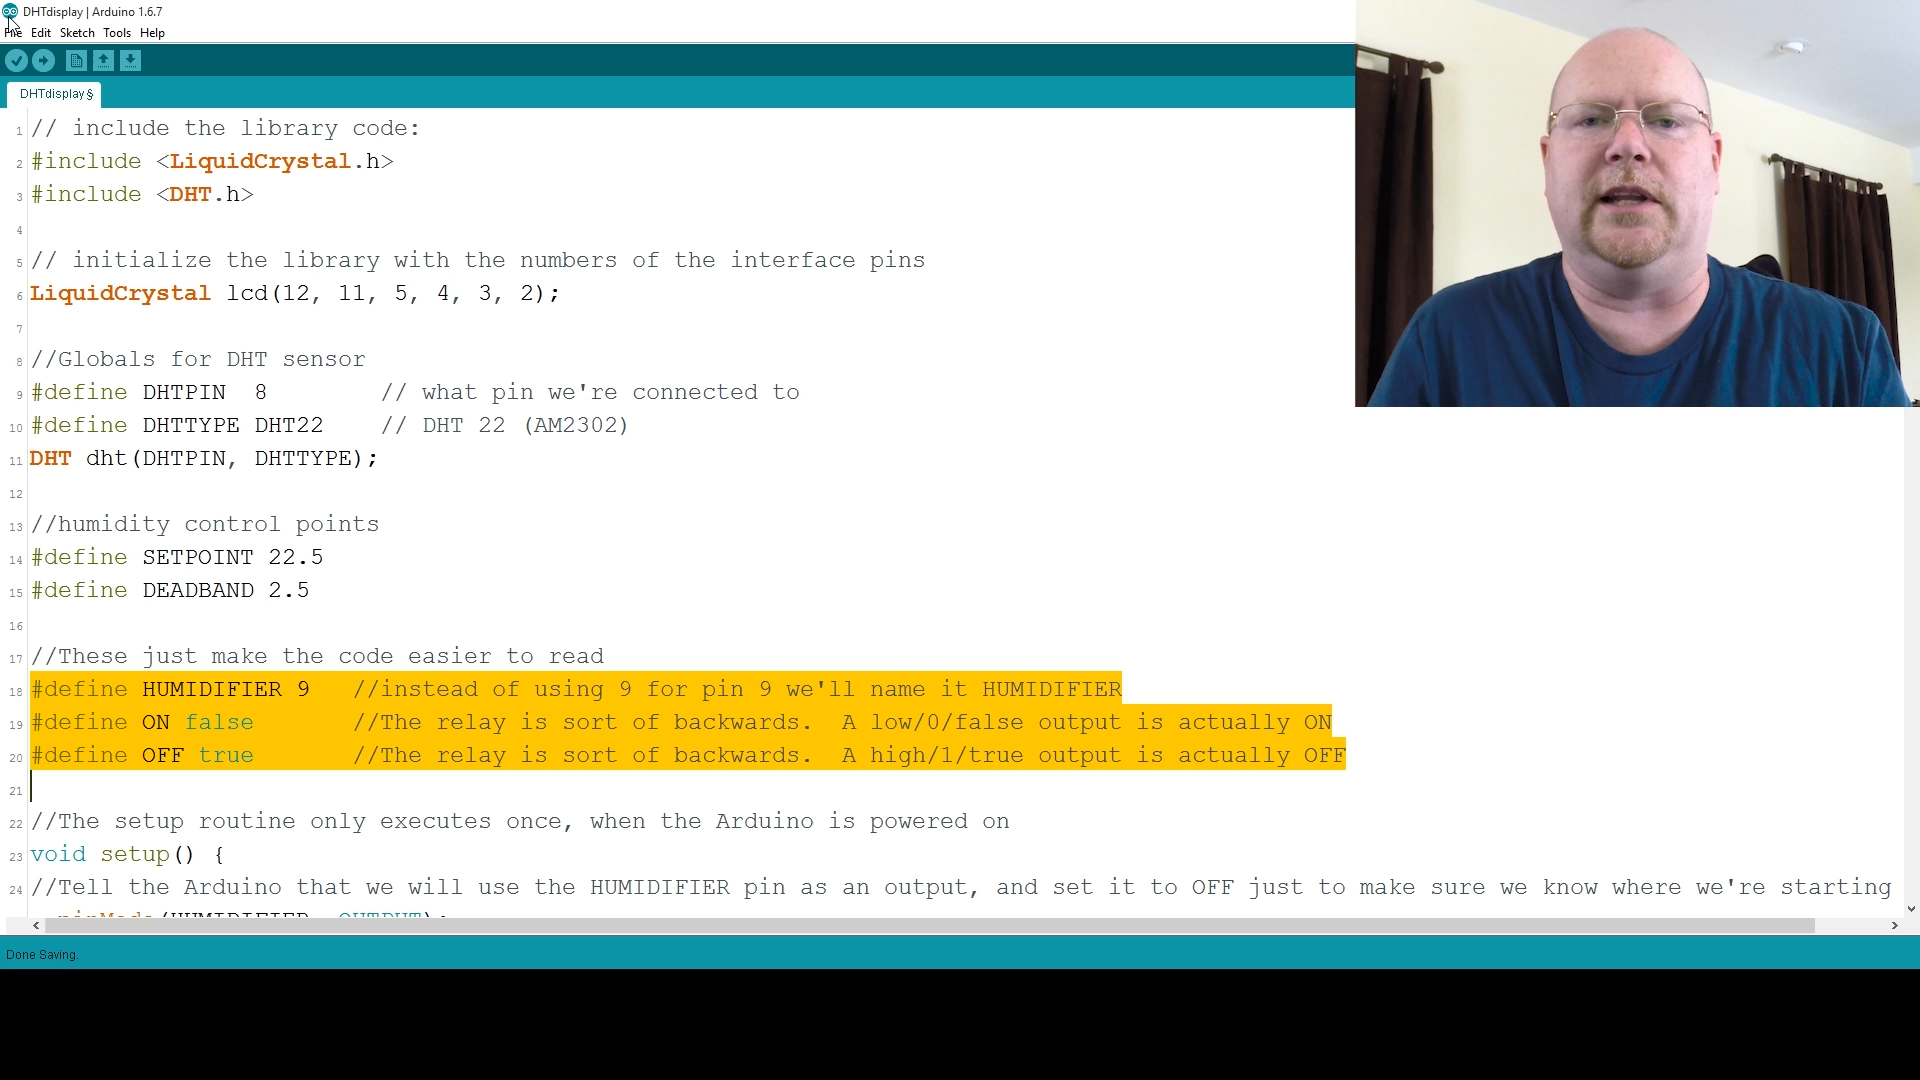 DHTdisplay | Arduino 1.6.7
File Edit Sketch Tools Help
DHTdisplay §
1 // include the library code:
2 #include <LiquidCrystal.h>
3 #include <DHT.h>
4
5 // initialize the library with the numbers of the interface pins
6 LiquidCrystal lcd(12, 11, 5, 4, 3, 2);
7
8 //Globals for DHT sensor
9 #define DHTPIN  8        // what pin we're connected to
10 #define DHTTYPE DHT22    // DHT 22 (AM2302)
11 DHT dht(DHTPIN, DHTTYPE);
12
13 //humidity control points
14 #define SETPOINT 22.5
15 #define DEADBAND 2.5
16
17 //These just make the code easier to read
18 #define HUMIDIFIER 9   //instead of using 9 for pin 9 we'll name it HUMIDIFIER
19 #define ON false       //The relay is sort of backwards.  A low/0/false output is actually ON
20 #define OFF true       //The relay is sort of backwards.  A high/1/true output is actually OFF
21
22 //The setup routine only executes once, when the Arduino is powered on
23 void setup() {
24 //Tell the Arduino that we will use the HUMIDIFIER pin as an output, and set it to OFF just to make sure we know where we're starting
pinMode(HUMIDIFIER, OUTPUT);
Done Saving.